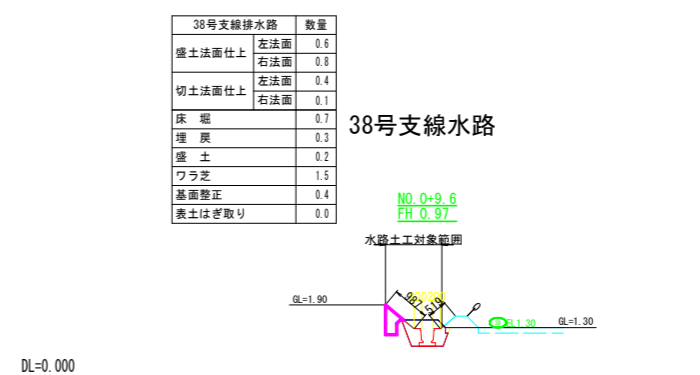 38号支線排水路 数量
盛土法面仕上 左法面 0.6
右法面 0.8
切土法面仕上 左法面 0.4
右法面 0.1
床 堀 0.7
埋 戻 0.3
盛 土 0.2
ワラ芝 1.5
基面整正 0.4
表土はぎ取り 0.0
38号支線水路
NO.0+9.6
FH 0.97
水路土工対象範囲
GL=1.90
987
519
EL1.30
GL=1.30
DL=0.000